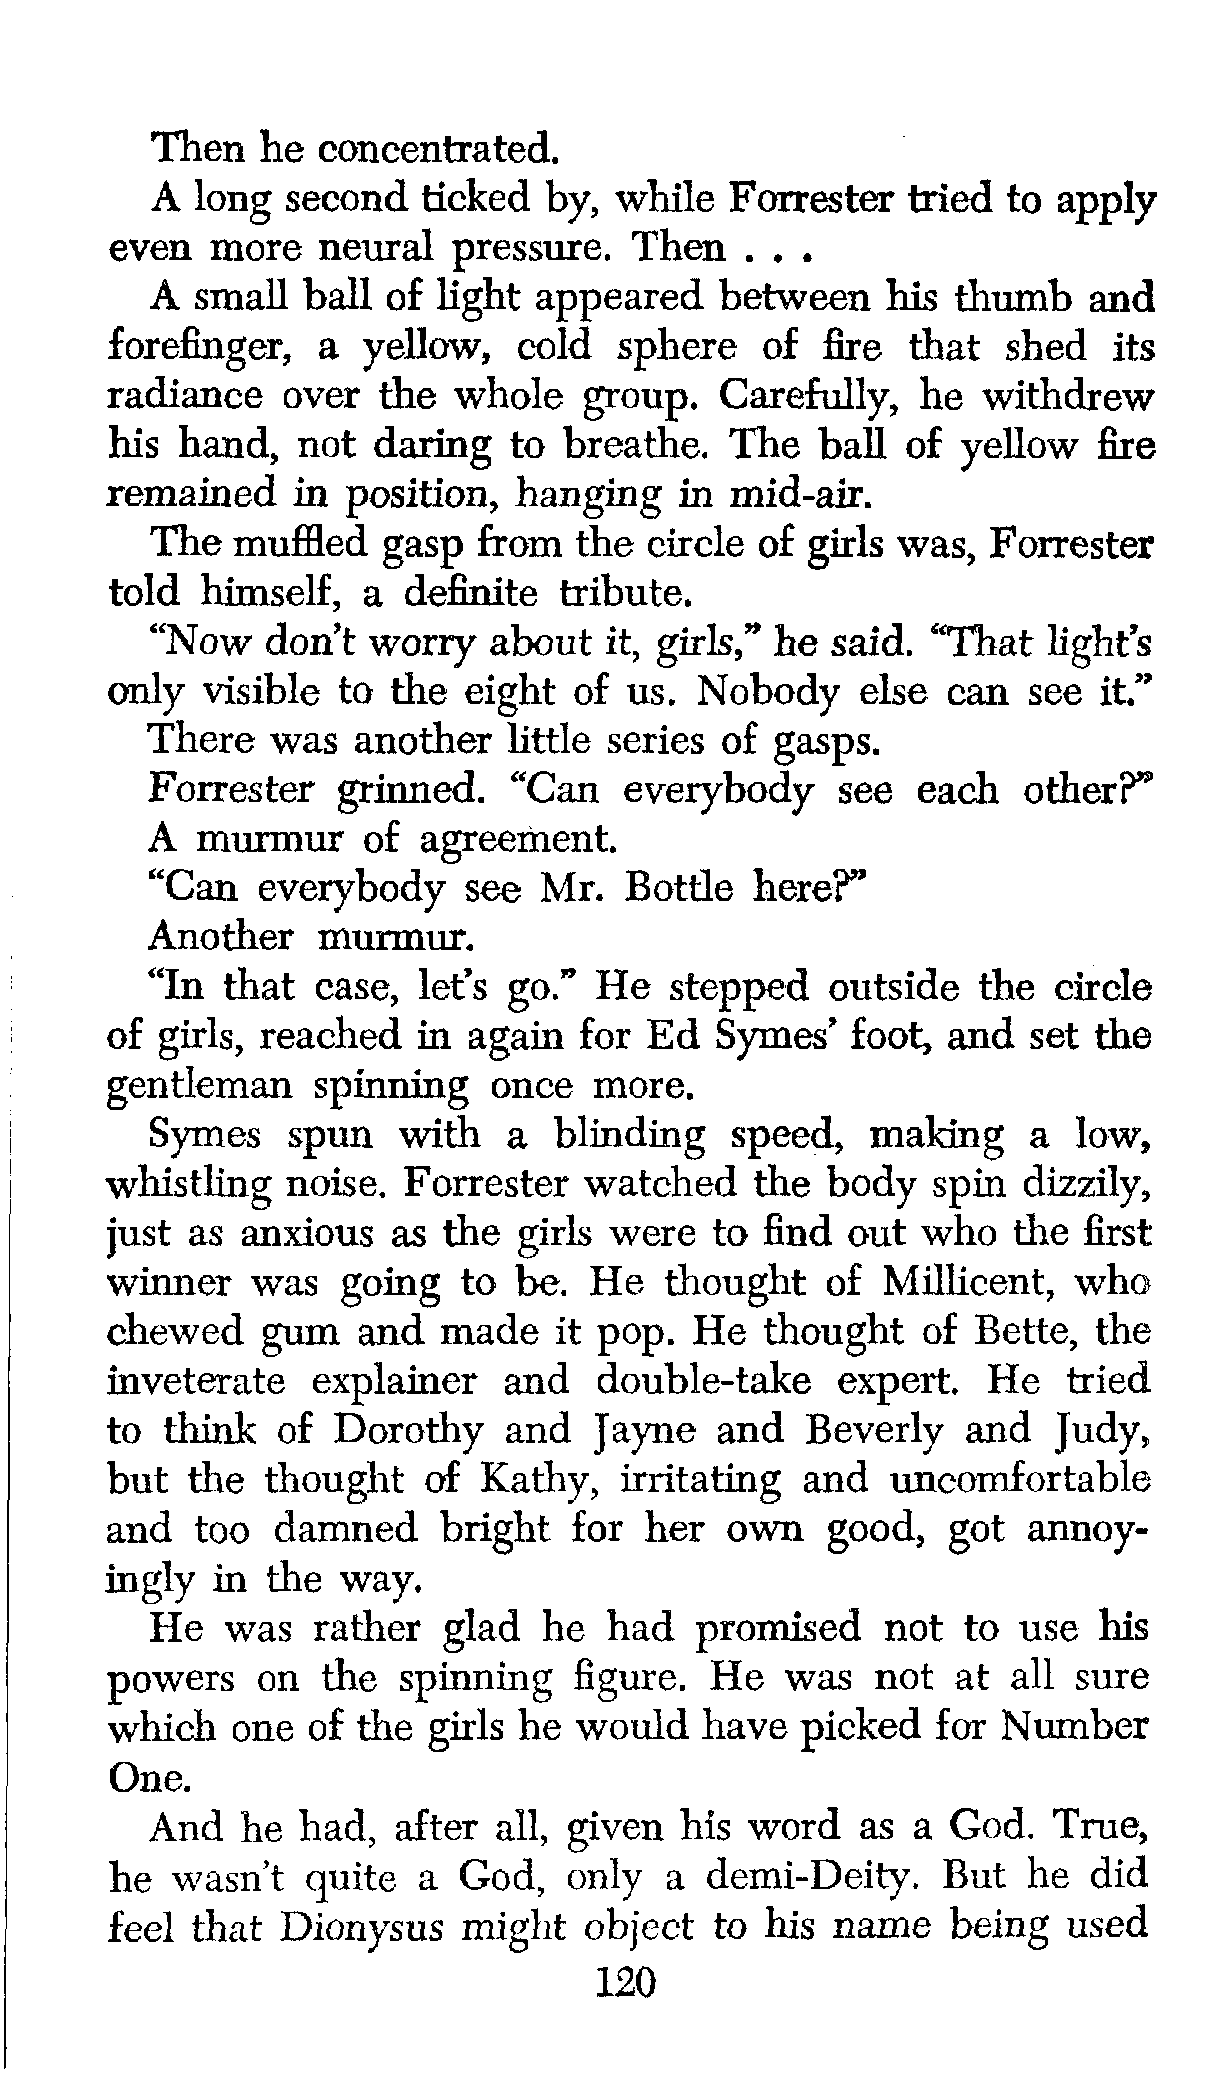 Then he concentrated.
A long second ticked by, while Forrester tried to apply
even more neural pressure. Then . . .
A small ball of light appeared between his thumb and
forefinger, a yellow, cold sphere of fire that shed its
radiance over the whole group. Carefully, he withdrew
his hand, not daring to breathe. The ball of yellow fire
remained in position, hanging in mid-air.
The muffled gasp from the circle of girls was, Forrester
told himself, a definite tribute.
“Now don’t worry about it, girls,” he said. “That light’s
only visible to the eight of us. Nobody else can see it.”
There was another little series of gasps.
Forrester grinned. “Can everybody see each other?”
A murmur of agreement.
“Can everybody see Mr. Bottle here?”
Another murmur.
“In that case, let’s go.” He stepped outside the circle
of girls, reached in again for Ed Symes’ foot, and set the
gentleman spinning once more.
Symes spun with a blinding speed, making a low,
whistling noise. Forrester watched the body spin dizzily,
just as anxious as the girls were to find out who the first
winner was going to be. He thought of Millicent, who
chewed gum and made it pop. He thought of Bette, the
inveterate explainer and double-take expert. He tried
to think of Dorothy and Jayne and Beverly and Judy,
but the thought of Kathy, irritating and uncomfortable
and too damned bright for her own good, got annoy-
ingly in the way.
He was rather glad he had promised not to use his
powers on the spinning figure. He was not at all sure
which one of the girls he would have picked for Number
One.
And he had, after all, given his word as a God. True,
he wasn’t quite a God, only a demi-Deity. But he did
feel that Dionysus might object to his name being used
120